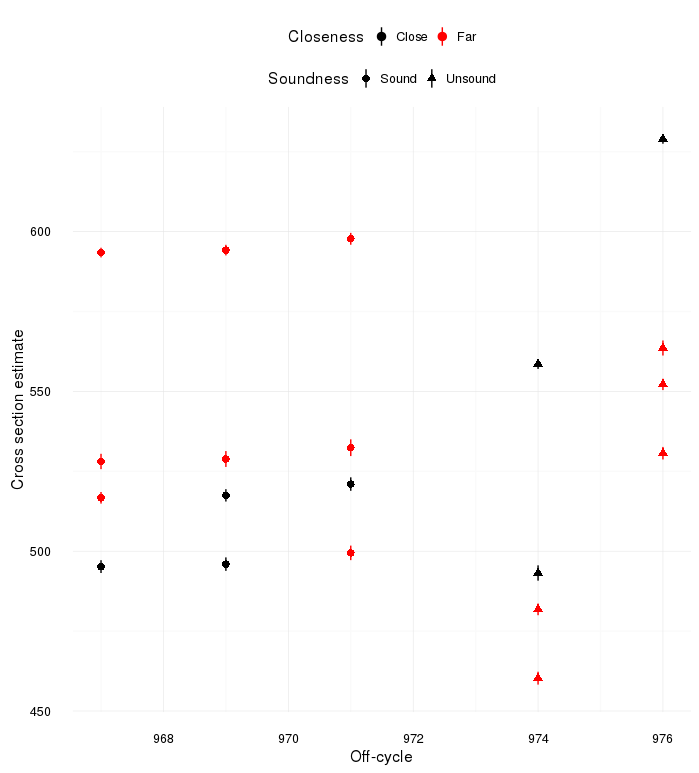 Closeness Close Far
Soundness Sound Unsound
Cross section estimate
600
550
500
450
968 970 972 974 976
Off-cycle